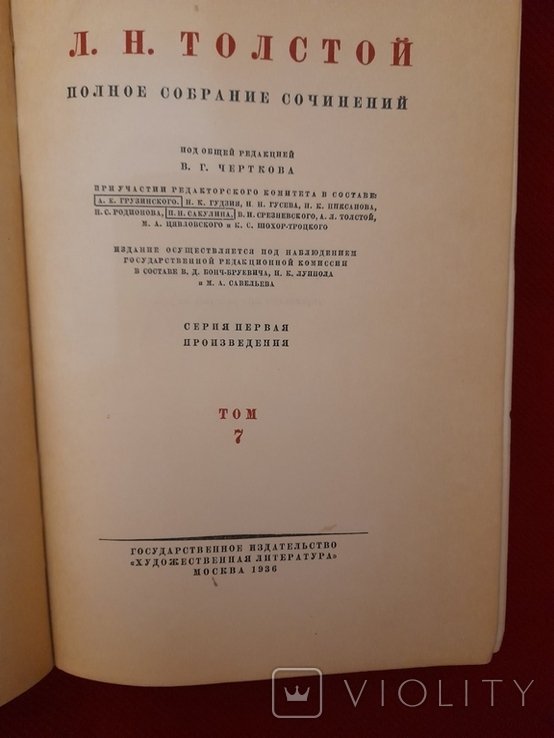 Л. Н. ТОЛСТОЙ
ПОЛНОЕ СОБРАНИЕ СОЧИНЕНИЙ
ПОД ОБЩЕЙ РЕДАКЦИЕЙ
В. Г. ЧЕРТКОВА
ПРИ УЧАСТИИ РЕДАКТОРСКОГО КОМИТЕТА В СОСТАВЕ:
А. Е. ГРУЗИНСКОГО, Н. К. ГУДЗИЯ, Н. Н. ГУСЕВА, Н. К. ПИКСАНОВА,
Н. С. РОДИОНОВА, П. Н. САКУЛИНА, В. И. СРЕЗНЕВСКОГО, А. Л. ТОЛСТОЙ,
М. А. ЦЯВЛОВСКОГО и К. С. ШОХОР-ТРОЦКОГО
ИЗДАНИЕ ОСУЩЕСТВЛЯЕТСЯ ПОД НАБЛЮДЕНИЕМ
ГОСУДАРСТВЕННОЙ РЕДАКЦИОННОЙ КОМИССИИ
В СОСТАВЕ В. Д. БОНЧ-БРУЕВИЧА, И. К. ЛУППОЛА
и М. А. САВЕЛЬЕВА
СЕРИЯ ПЕРВАЯ
ПРОИЗВЕДЕНИЯ
ТОМ
7
ГОСУДАРСТВЕННОЕ ИЗДАТЕЛЬСТВО
«ХУДОЖЕСТВЕННАЯ ЛИТЕРАТУРА»
МОСКВА 1936
VIOLITY